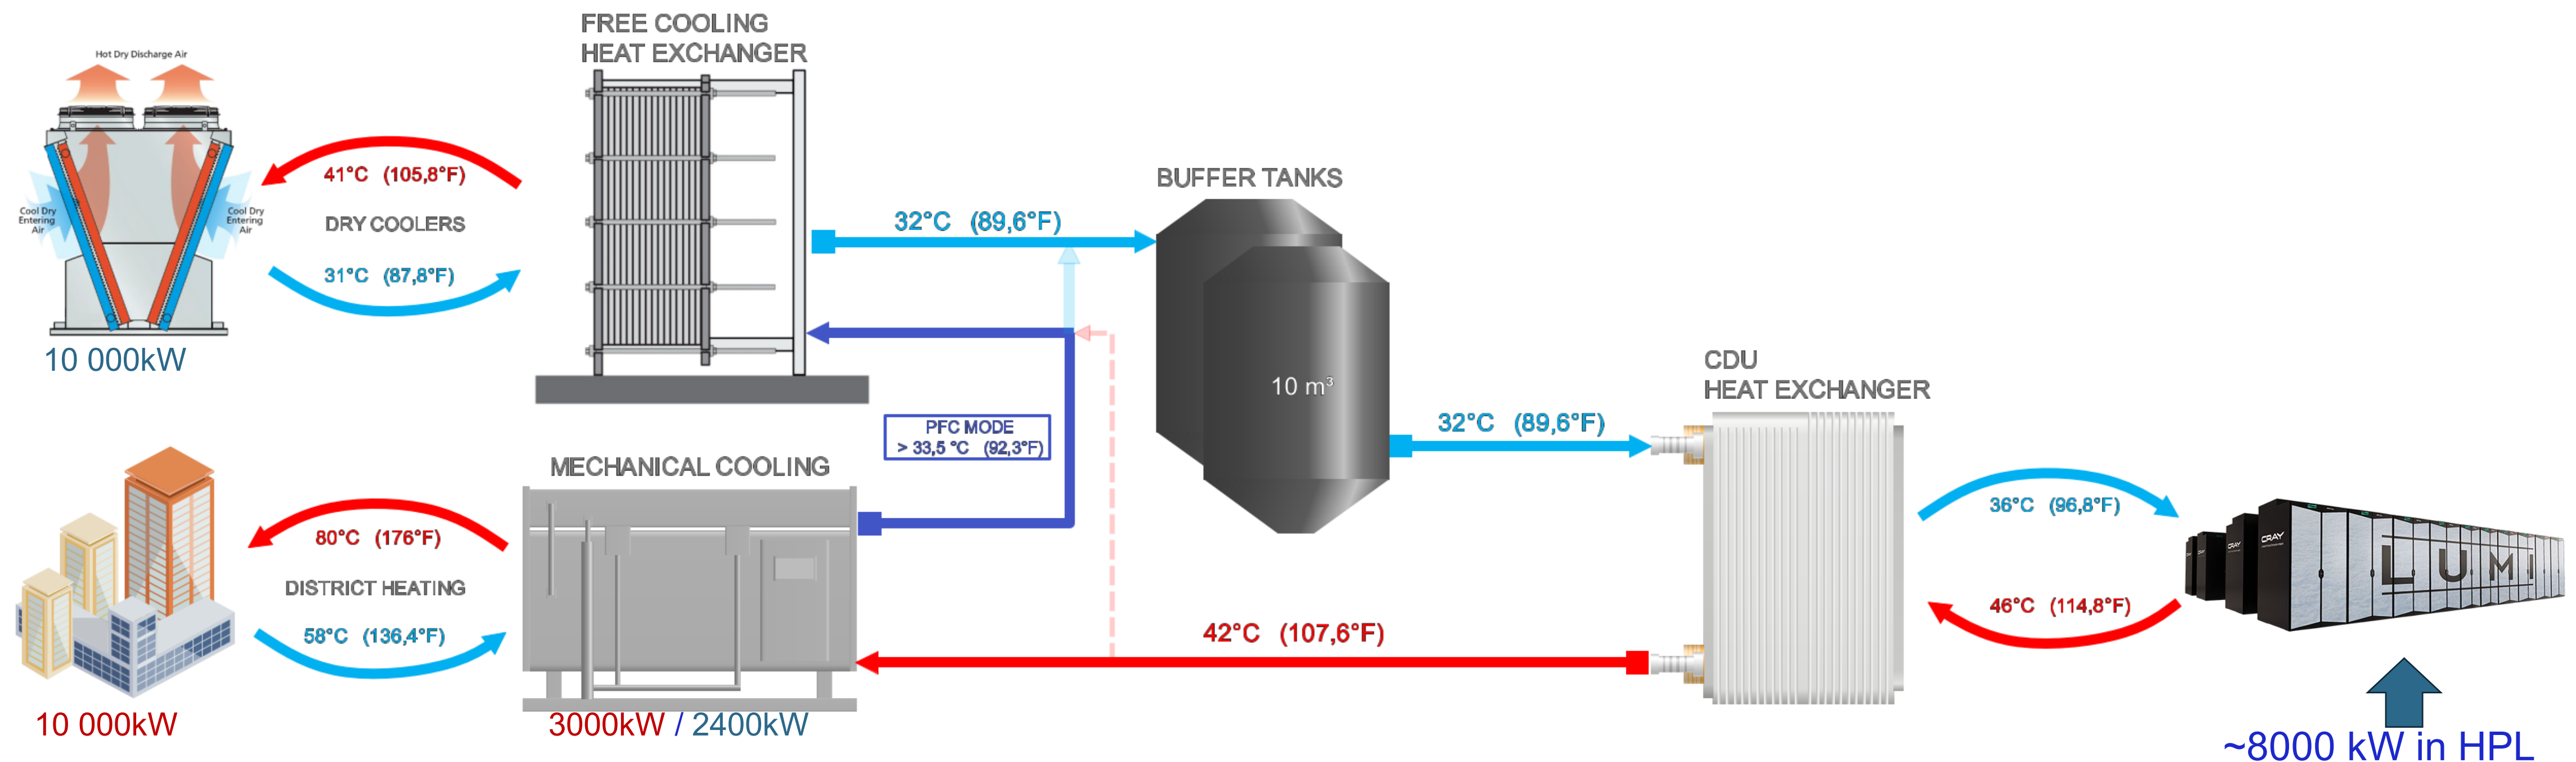 FREE COOLING
HEAT EXCHANGER
Hot Dry Discharge Air
Cool Dry
Entering
Air
Cool Dry
Entering
Air
41°C (105,8°F)
DRY COOLERS
31°C (87,8°F)
10 000kW
32°C (89,6°F)
BUFFER TANKS
10 m³
PFC MODE
> 33,5 °C (92,3°F)
MECHANICAL COOLING
80°C (176°F)
DISTRICT HEATING
58°C (136,4°F)
10 000kW
3000kW / 2400kW
32°C (89,6°F)
42°C (107,6°F)
CDU
HEAT EXCHANGER
36°C (96,8°F)
46°C (114,8°F)
CRAY
CRAY
CRAY
LUMI
~8000 kW in HPL